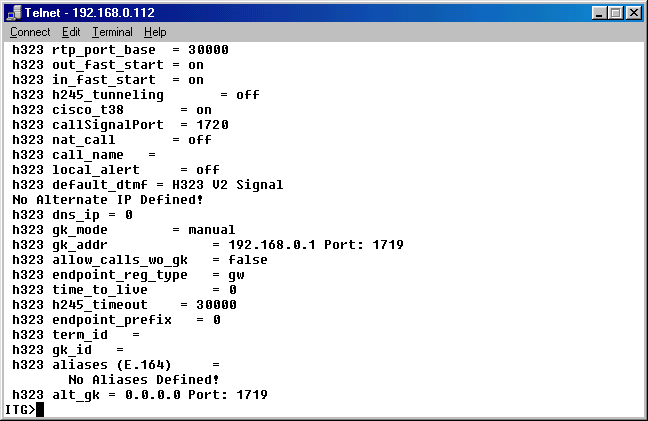 Telnet - 192.168.0.112
Connect Edit Terminal Help
h323 rtp_port_base = 30000
h323 out_fast_start = on
h323 in_fast_start = on
h323 h245_tunneling = off
h323 cisco_t38 = on
h323 callSignalPort = 1720
h323 nat_call = off
h323 call_name =
h323 local_alert = off
h323 default_dtmf = H323 V2 Signal
No Alternate IP Defined!
h323 dns_ip = 0
h323 gk_mode = manual
h323 gk_addr = 192.168.0.1 Port: 1719
h323 allow_calls_wo_gk = false
h323 endpoint_reg_type = gw
h323 time_to_live = 0
h323 h245_timeout = 30000
h323 endpoint_prefix = 0
h323 term_id =
h323 gk_id =
h323 aliases (E.164) =
No Aliases Defined!
h323 alt_gk = 0.0.0.0 Port: 1719
ITG>